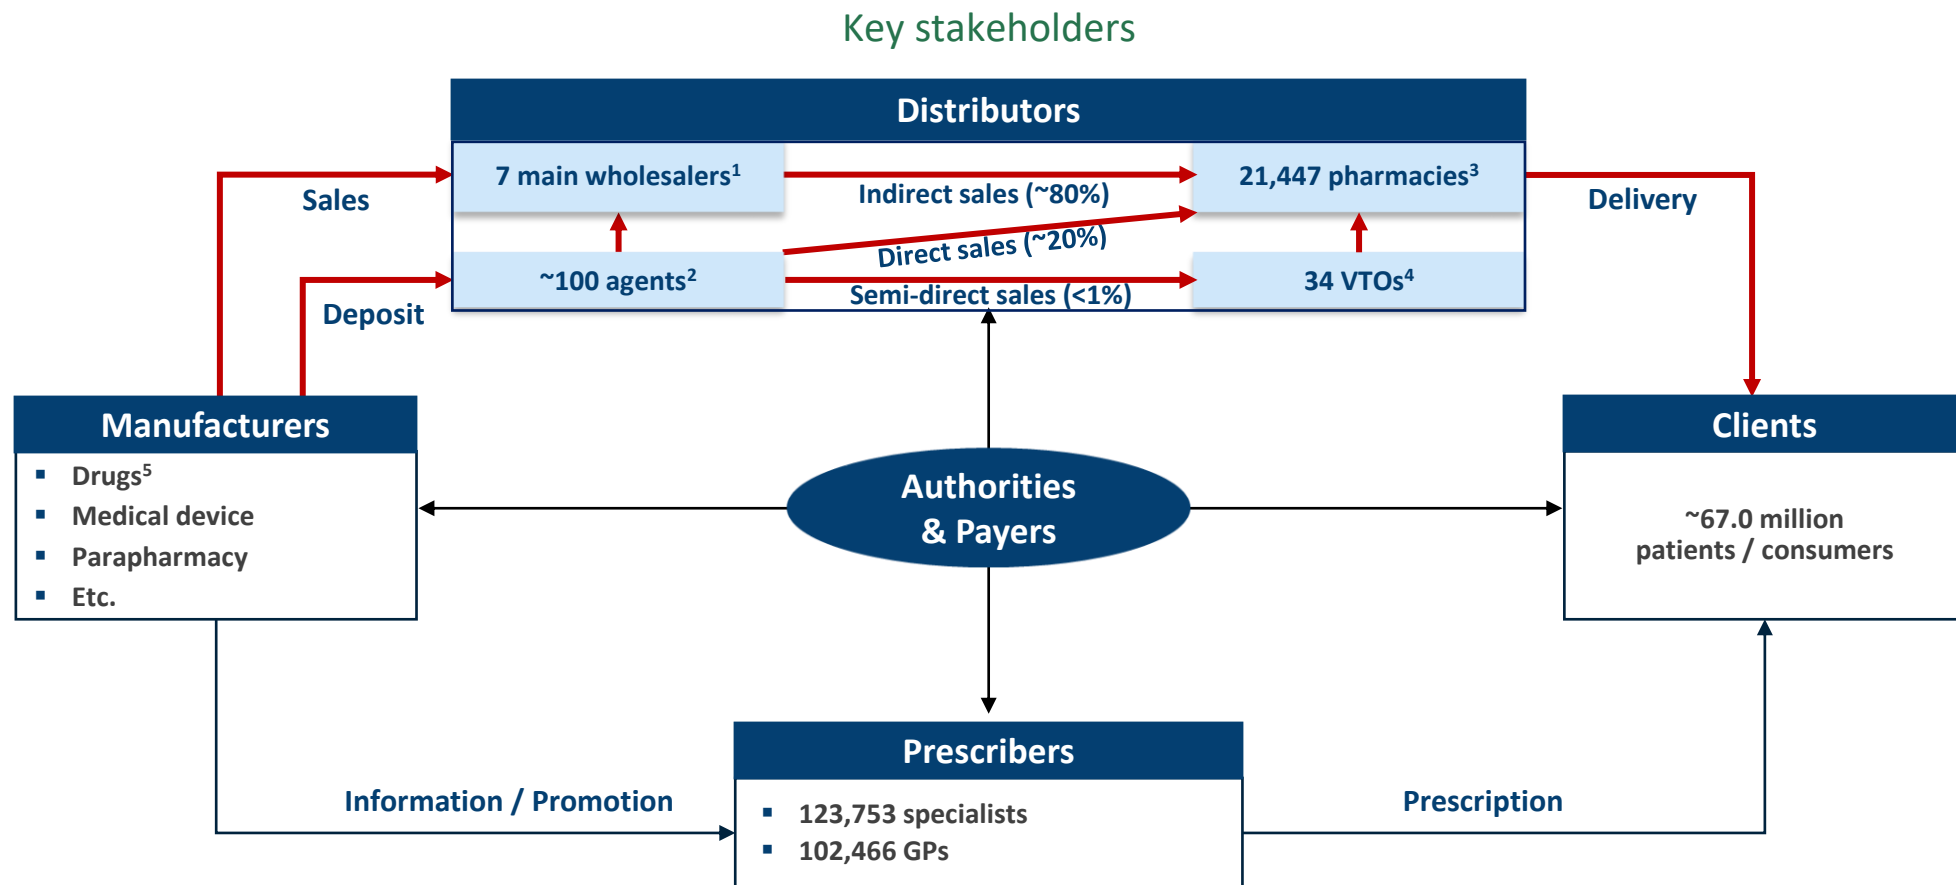 Key stakeholders
Distributors
7 main wholesalers1
Indirect sales (~80%)
21,447 pharmacies3
Sales
Delivery
Direct sales (~20%)
~100 agents2
Semi-direct sales (<1%)
34 VTOs4
Deposit
Manufacturers
▪ Drugs5
▪ Medical device
▪ Parapharmacy
▪ Etc.
Authorities
& Payers
Clients
~67.0 million
patients / consumers
Prescribers
▪ 123,753 specialists
▪ 102,466 GPs
Information / Promotion
Prescription